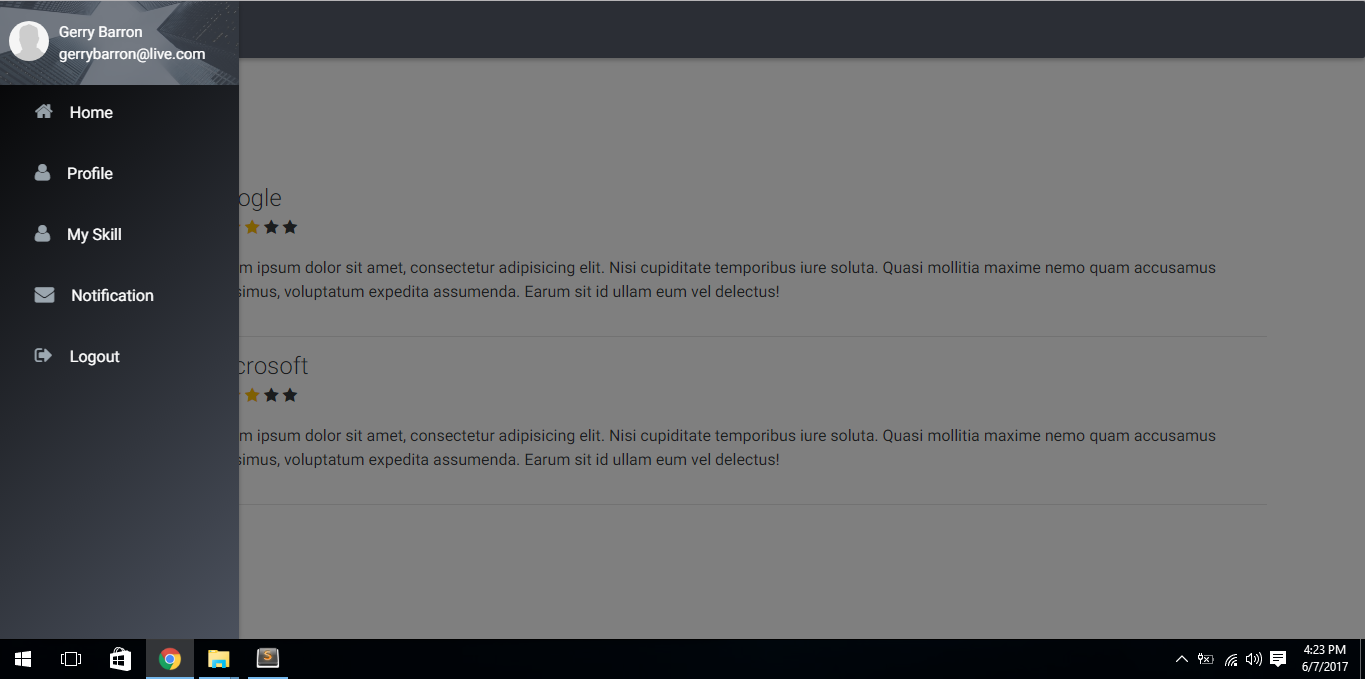 Gerry Barron
gerrybarron@live.com
Home
Profile
My Skill
Notification
Logout
ogle
m ipsum dolor sit amet, consectetur adipisicing elit. Nisi cupiditate temporibus iure soluta. Quasi mollitia maxime nemo quam accusamus
simus, voluptatum expedita assumenda. Earum sit id ullam eum vel delectus!
crosoft
m ipsum dolor sit amet, consectetur adipisicing elit. Nisi cupiditate temporibus iure soluta. Quasi mollitia maxime nemo quam accusamus
simus, voluptatum expedita assumenda. Earum sit id ullam eum vel delectus!
4:23 PM
6/7/2017